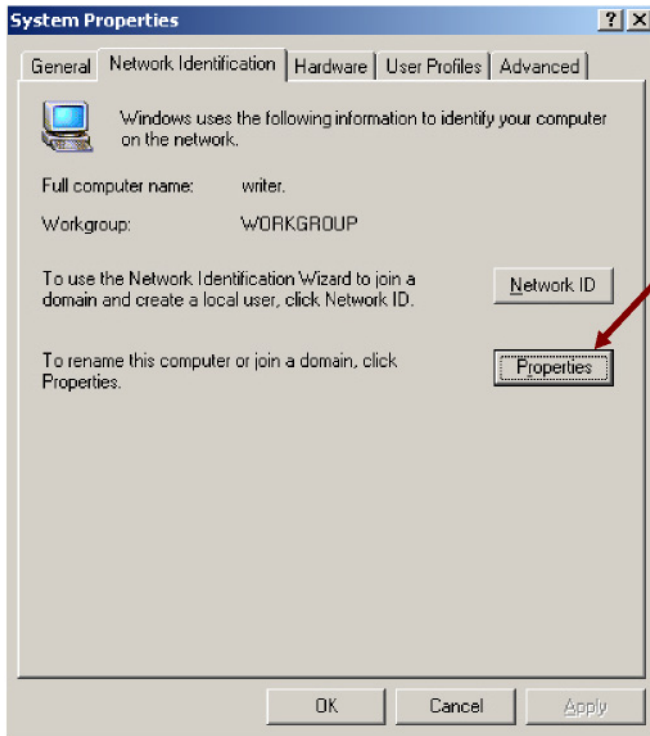 System Properties
? X
General Network Identification Hardware User Profiles Advanced
Windows uses the following information to identify your computer
on the network.
Full computer name: writer.
Workgroup: WORKGROUP
To use the Network Identification Wizard to join a
domain and create a local user, click Network ID.
Network ID
To rename this computer or join a domain, click
Properties.
Properties
OK Cancel Apply